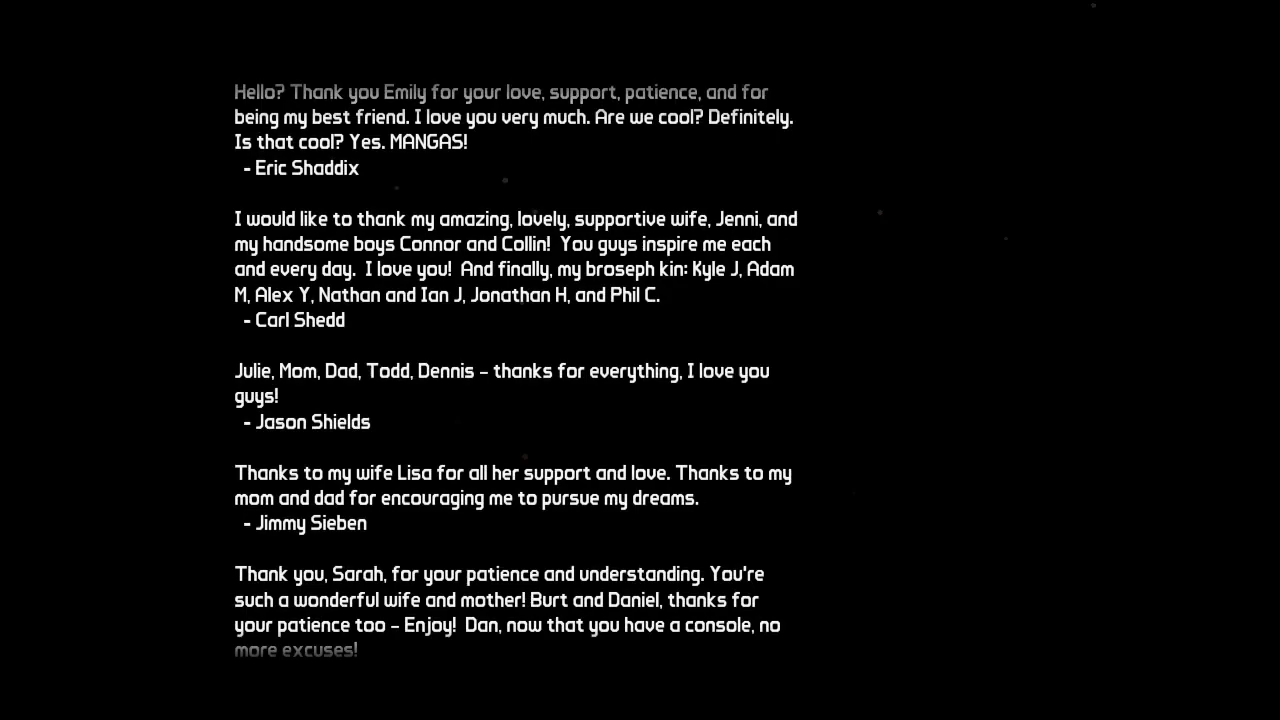 Hello? Thank you Emily for your love, support, patience, and for
being my best friend. I love you very much. Are we cool? Definitely.
Is that cool? Yes. MANGAS!
- Eric Shaddix
I would like to thank my amazing, lovely, supportive wife, Jenni, and
my handsome boys Connor and Collin!  You guys inspire me each
and every day.  I love you!  And finally, my broseph kin: Kyle J, Adam
M, Alex Y, Nathan and Ian J, Jonathan H, and Phil C.
- Carl Shedd
Julie, Mom, Dad, Todd, Dennis – thanks for everything, I love you
guys!
- Jason Shields
Thanks to my wife Lisa for all her support and love. Thanks to my
mom and dad for encouraging me to pursue my dreams.
- Jimmy Sieben
Thank you, Sarah, for your patience and understanding. You're
such a wonderful wife and mother! Burt and Daniel, thanks for
your patience too – Enjoy!  Dan, now that you have a console, no
more excuses!